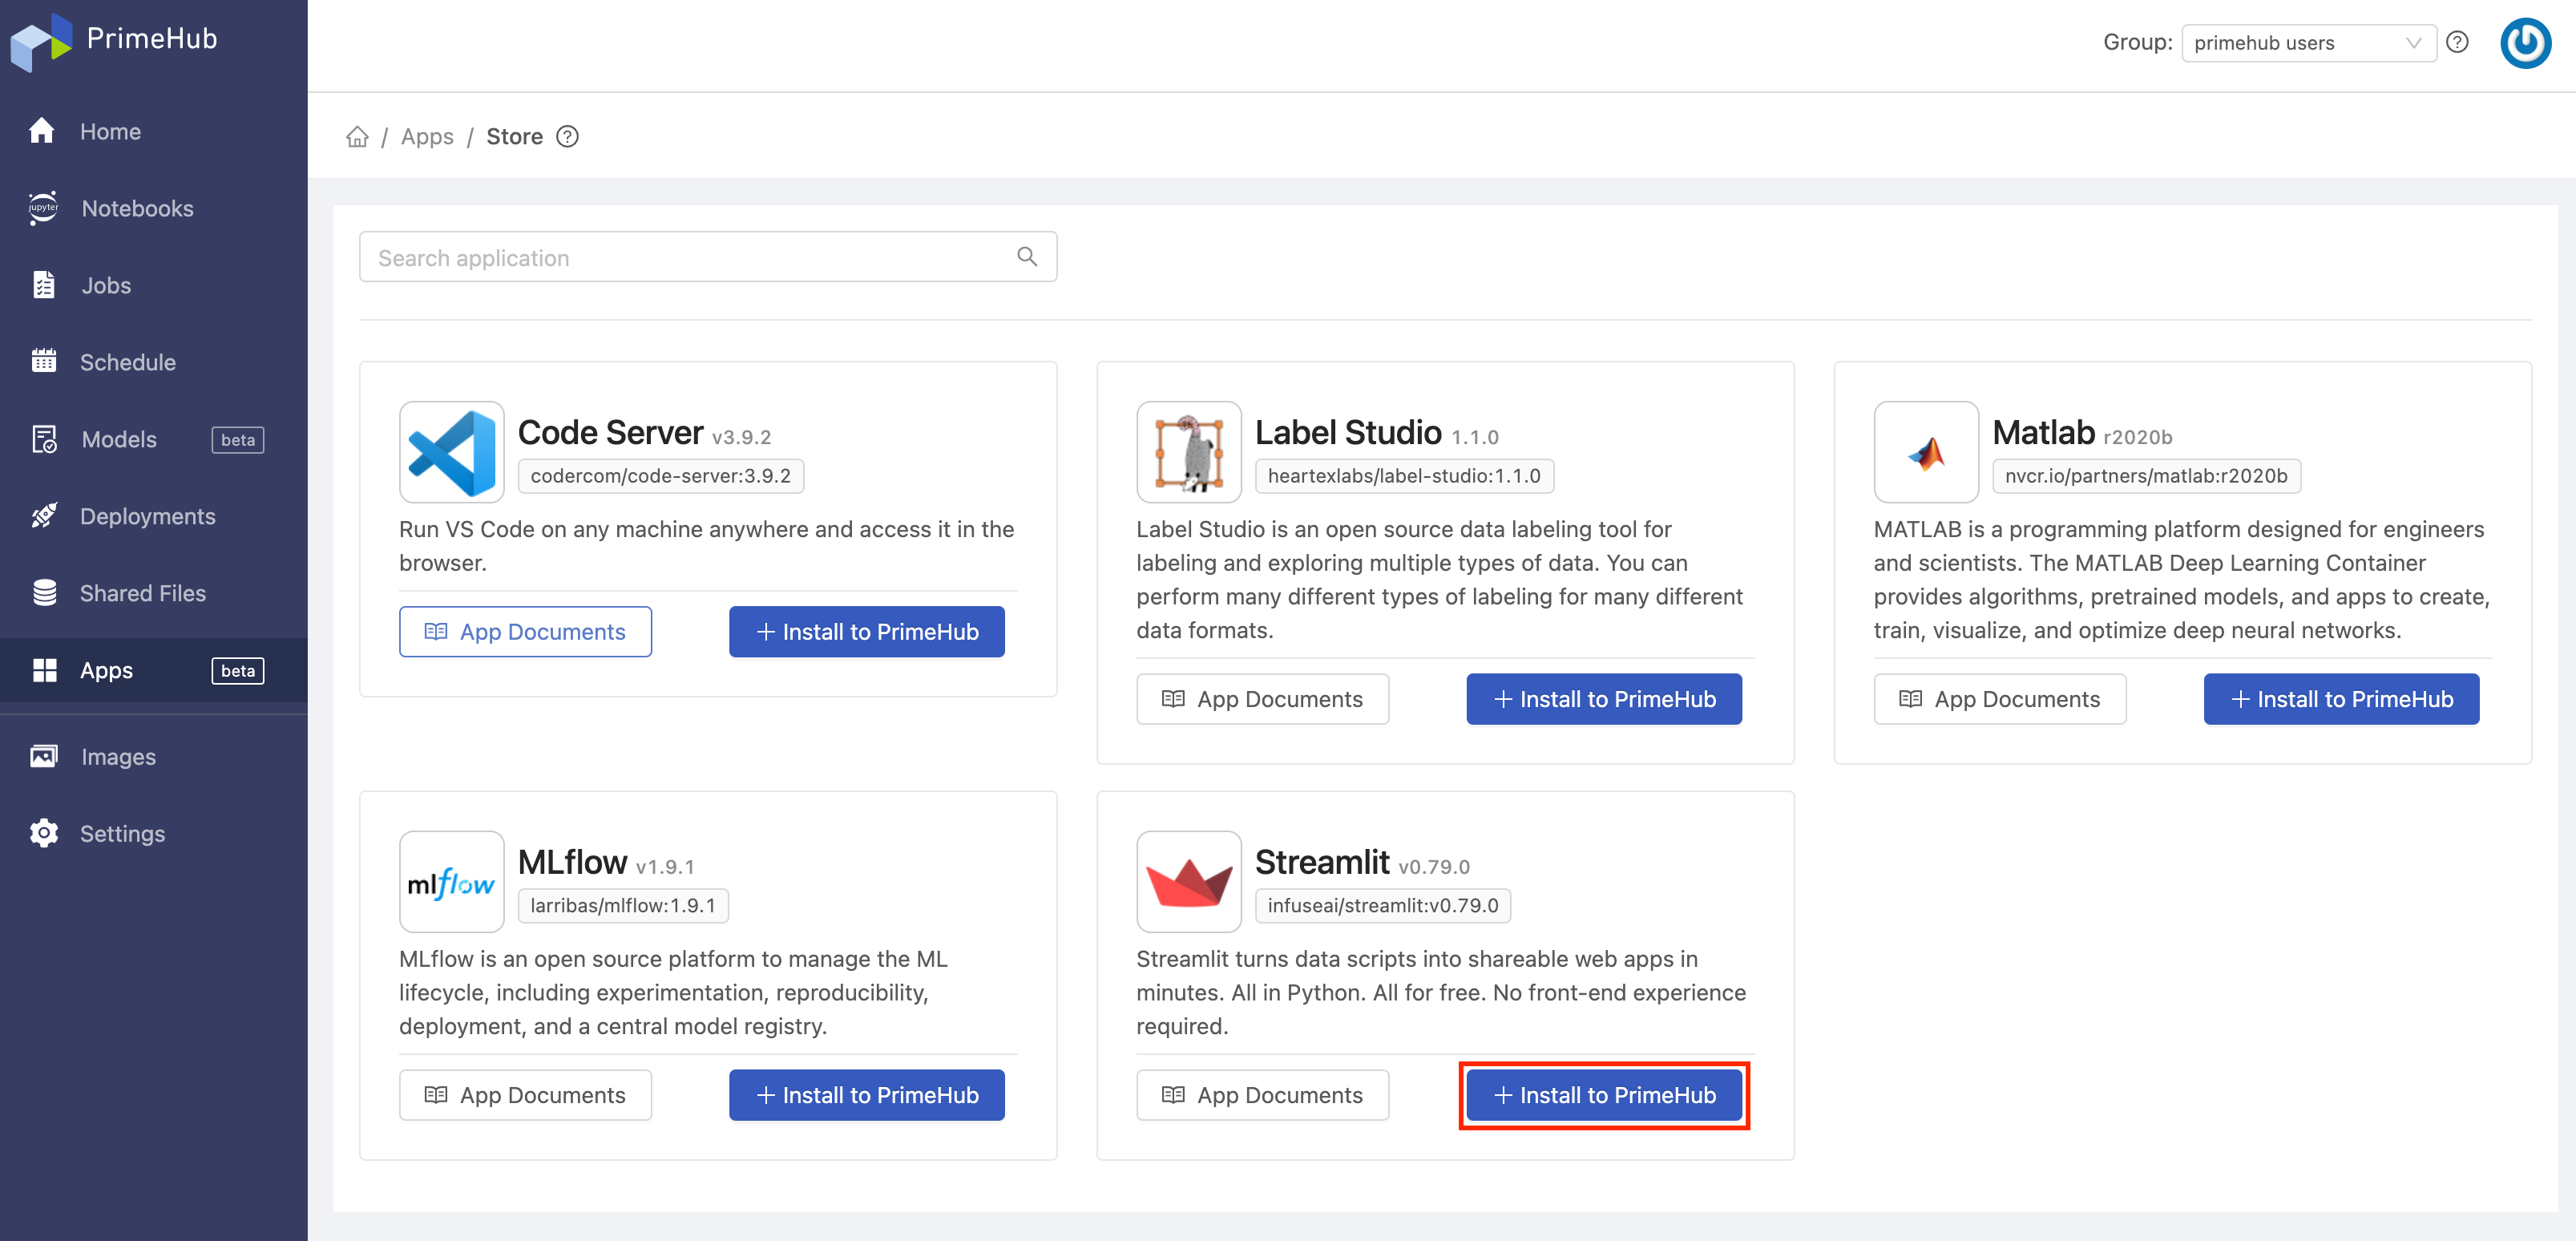 PrimeHub
Group: primehub users
Home
Notebooks
jupyter
Jobs
Schedule
Models beta
Deployments
Shared Files
Apps beta
Images
Settings
/ Apps / Store
Search application
Code Server v3.9.2
codercom/code-server:3.9.2
Run VS Code on any machine anywhere and access it in the
browser.
App Documents
+ Install to PrimeHub
Label Studio 1.1.0
heartexlabs/label-studio:1.1.0
Label Studio is an open source data labeling tool for
labeling and exploring multiple types of data. You can
perform many different types of labeling for many different
data formats.
App Documents
+ Install to PrimeHub
Matlab r2020b
nvcr.io/partners/matlab:r2020b
MATLAB is a programming platform designed for engineers
and scientists. The MATLAB Deep Learning Container
provides algorithms, pretrained models, and apps to create,
train, visualize, and optimize deep neural networks.
App Documents
+ Install to PrimeHub
mlflow
MLflow v1.9.1
larribas/mlflow:1.9.1
MLflow is an open source platform to manage the ML
lifecycle, including experimentation, reproducibility,
deployment, and a central model registry.
App Documents
+ Install to PrimeHub
Streamlit v0.79.0
infuseai/streamlit:v0.79.0
Streamlit turns data scripts into shareable web apps in
minutes. All in Python. All for free. No front-end experience
required.
App Documents
+ Install to PrimeHub